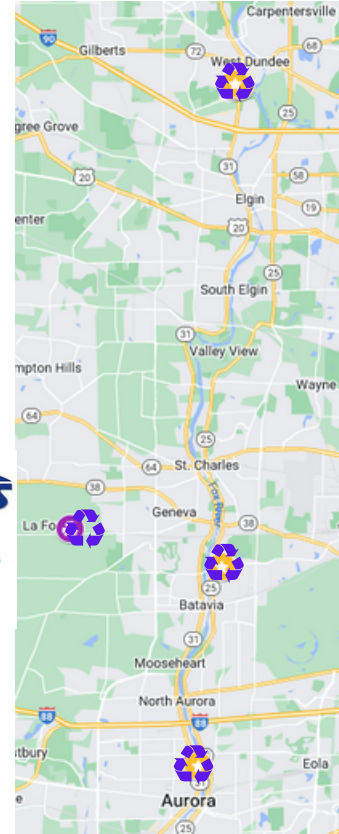 Carpentersville
90
Gilberts
72
68
West Dundee
25
gree Grove
31
20
58
Elgin
19
enter
20
25
South Elgin
31
Valley View
mpton Hills
Wayne
64
25
64
St. Charles
38
Fox River
Geneva
La Fo
38
25
Batavia
31
Mooseheart
North Aurora
88
88
stbury
Eola
e
31
Aurora
25